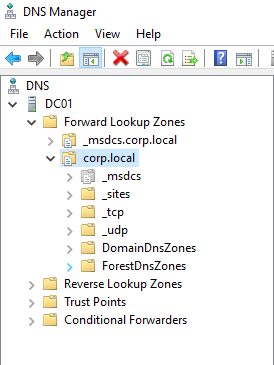 DNS Manager
File Action View Help
DNS
DC01
Forward Lookup Zones
_msdcs.corp.local
corp.local
_msdcs
_sites
_tcp
_udp
DomainDnsZones
ForestDnsZones
Reverse Lookup Zones
Trust Points
Conditional Forwarders